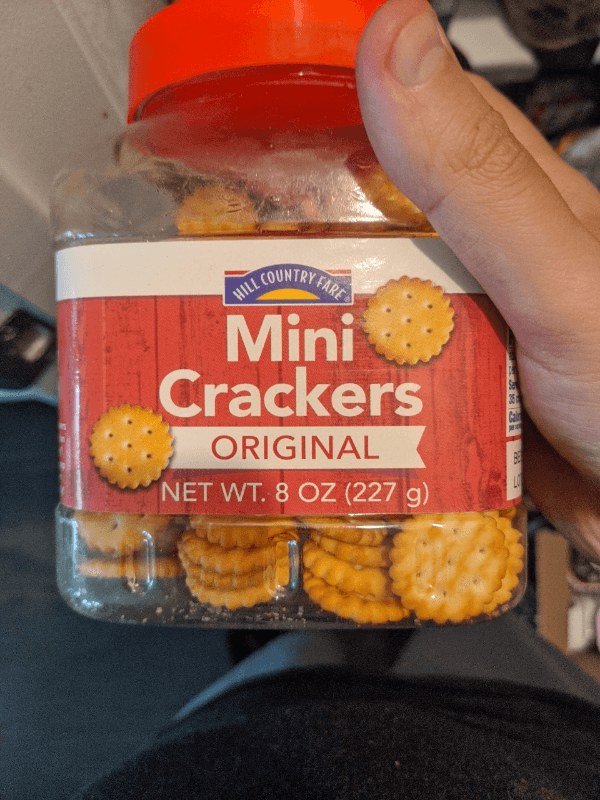 HILL COUNTRY FARE
Mini
Crackers
ORIGINAL
NET WT. 8 OZ (227 g)